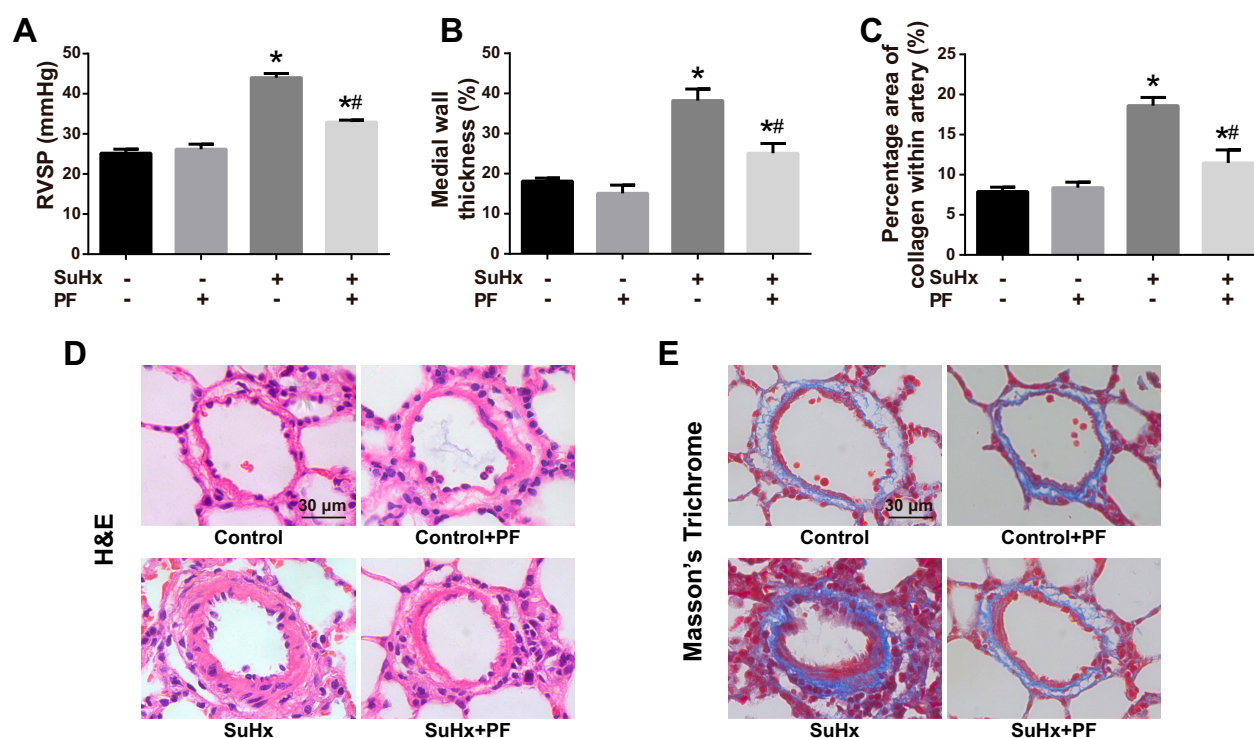 A
RVSP (mmHg)
50
40
30
20
10
0
*
*#
SuHx - - + +
PF - + - +
B
Medial wall
thickness (%)
50
40
30
20
10
0
*
*#
SuHx - - + +
PF - + - +
C
Percentage area of
collagen within artery (%)
25
20
15
10
5
0
*
*#
SuHx - - + +
PF - + - +
D
H&E
30 µm
Control
Control+PF
SuHx
SuHx+PF
E
Masson's Trichrome
30 µm
Control
Control+PF
SuHx
SuHx+PF